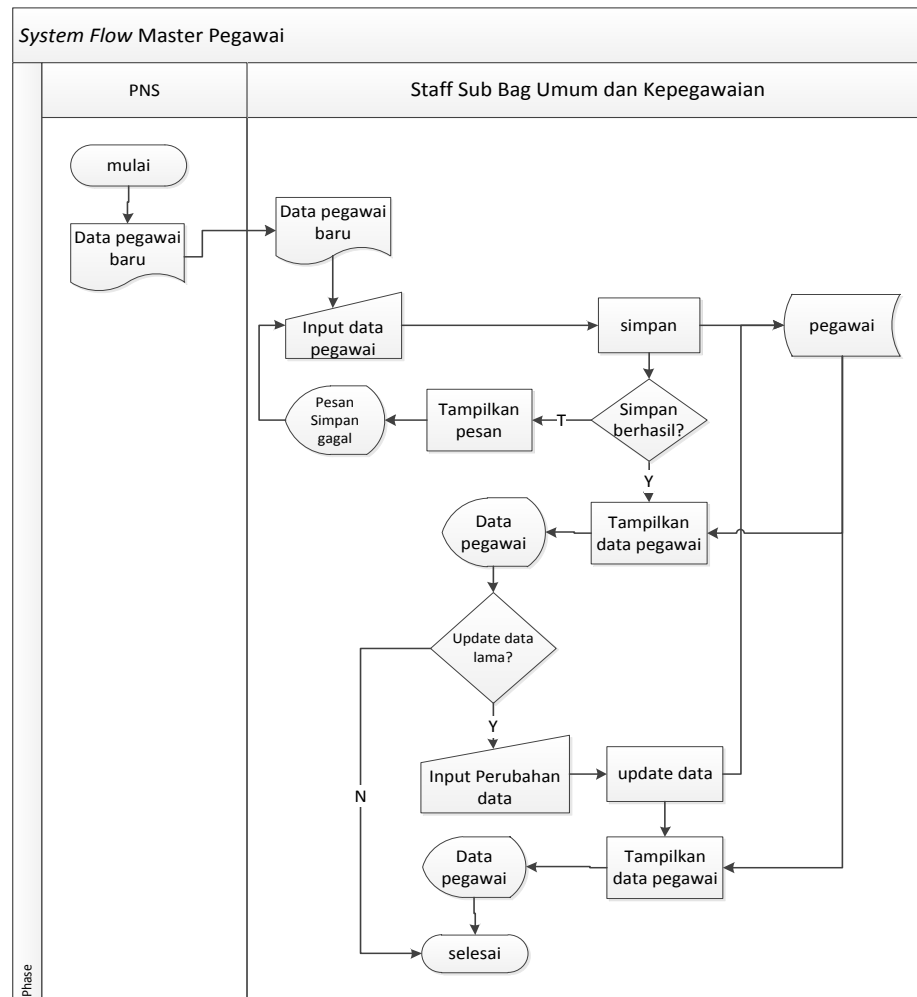 System Flow Master Pegawai
PNS
Staff Sub Bag Umum dan Kepegawaian
mulai
Data pegawai
baru
Data pegawai
baru
Input data
pegawai
simpan
pegawai
Pesan
Simpan
gagal
Tampilkan
pesan
T
Simpan
berhasil?
Y
Data
pegawai
Tampilkan
data pegawai
Update data
lama?
Y
N
Input Perubahan
data
update data
Data
pegawai
Tampilkan
data pegawai
selesai
Phase